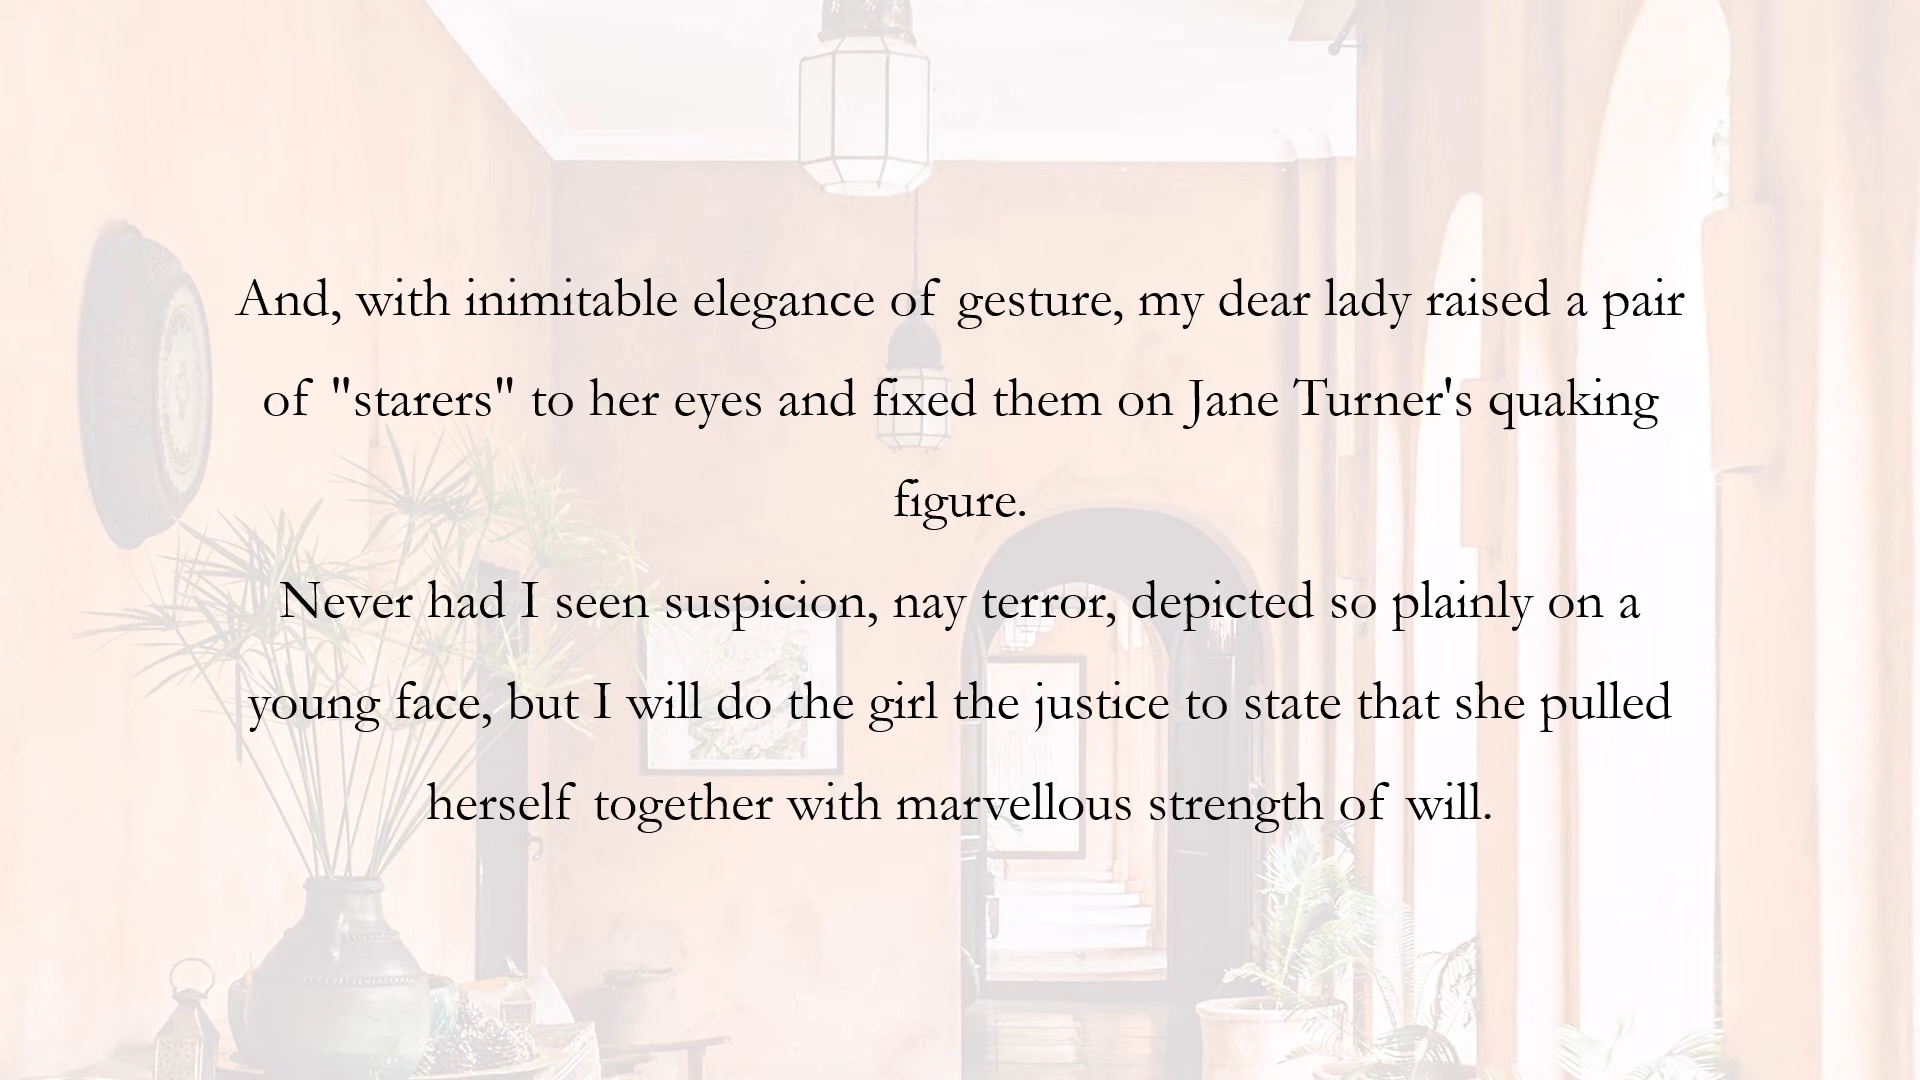 And, with inimitable elegance of gesture, my dear lady raised a pair
of "starers" to her eyes and fixed them on Jane Turner's quaking
figure.
Never had I seen suspicion, nay terror, depicted so plainly on a
young face, but I will do the girl the justice to state that she pulled
herself together with marvellous strength of will.